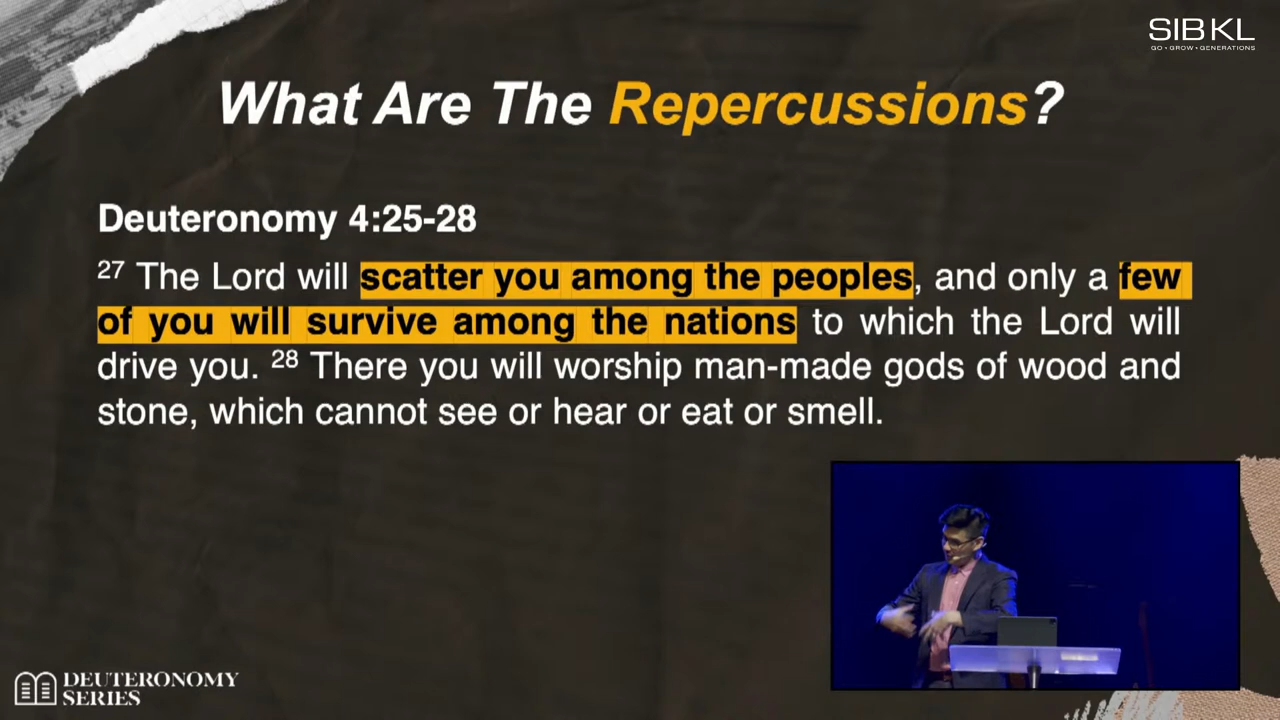 SIBKL
GO • GROW • GENERATIONS
What Are The Repercussions?
Deuteronomy 4:25-28
27 The Lord will scatter you among the peoples, and only a few
of you will survive among the nations to which the Lord will
drive you. 28 There you will worship man-made gods of wood and
stone, which cannot see or hear or eat or smell.
DEUTERONOMY
SERIES